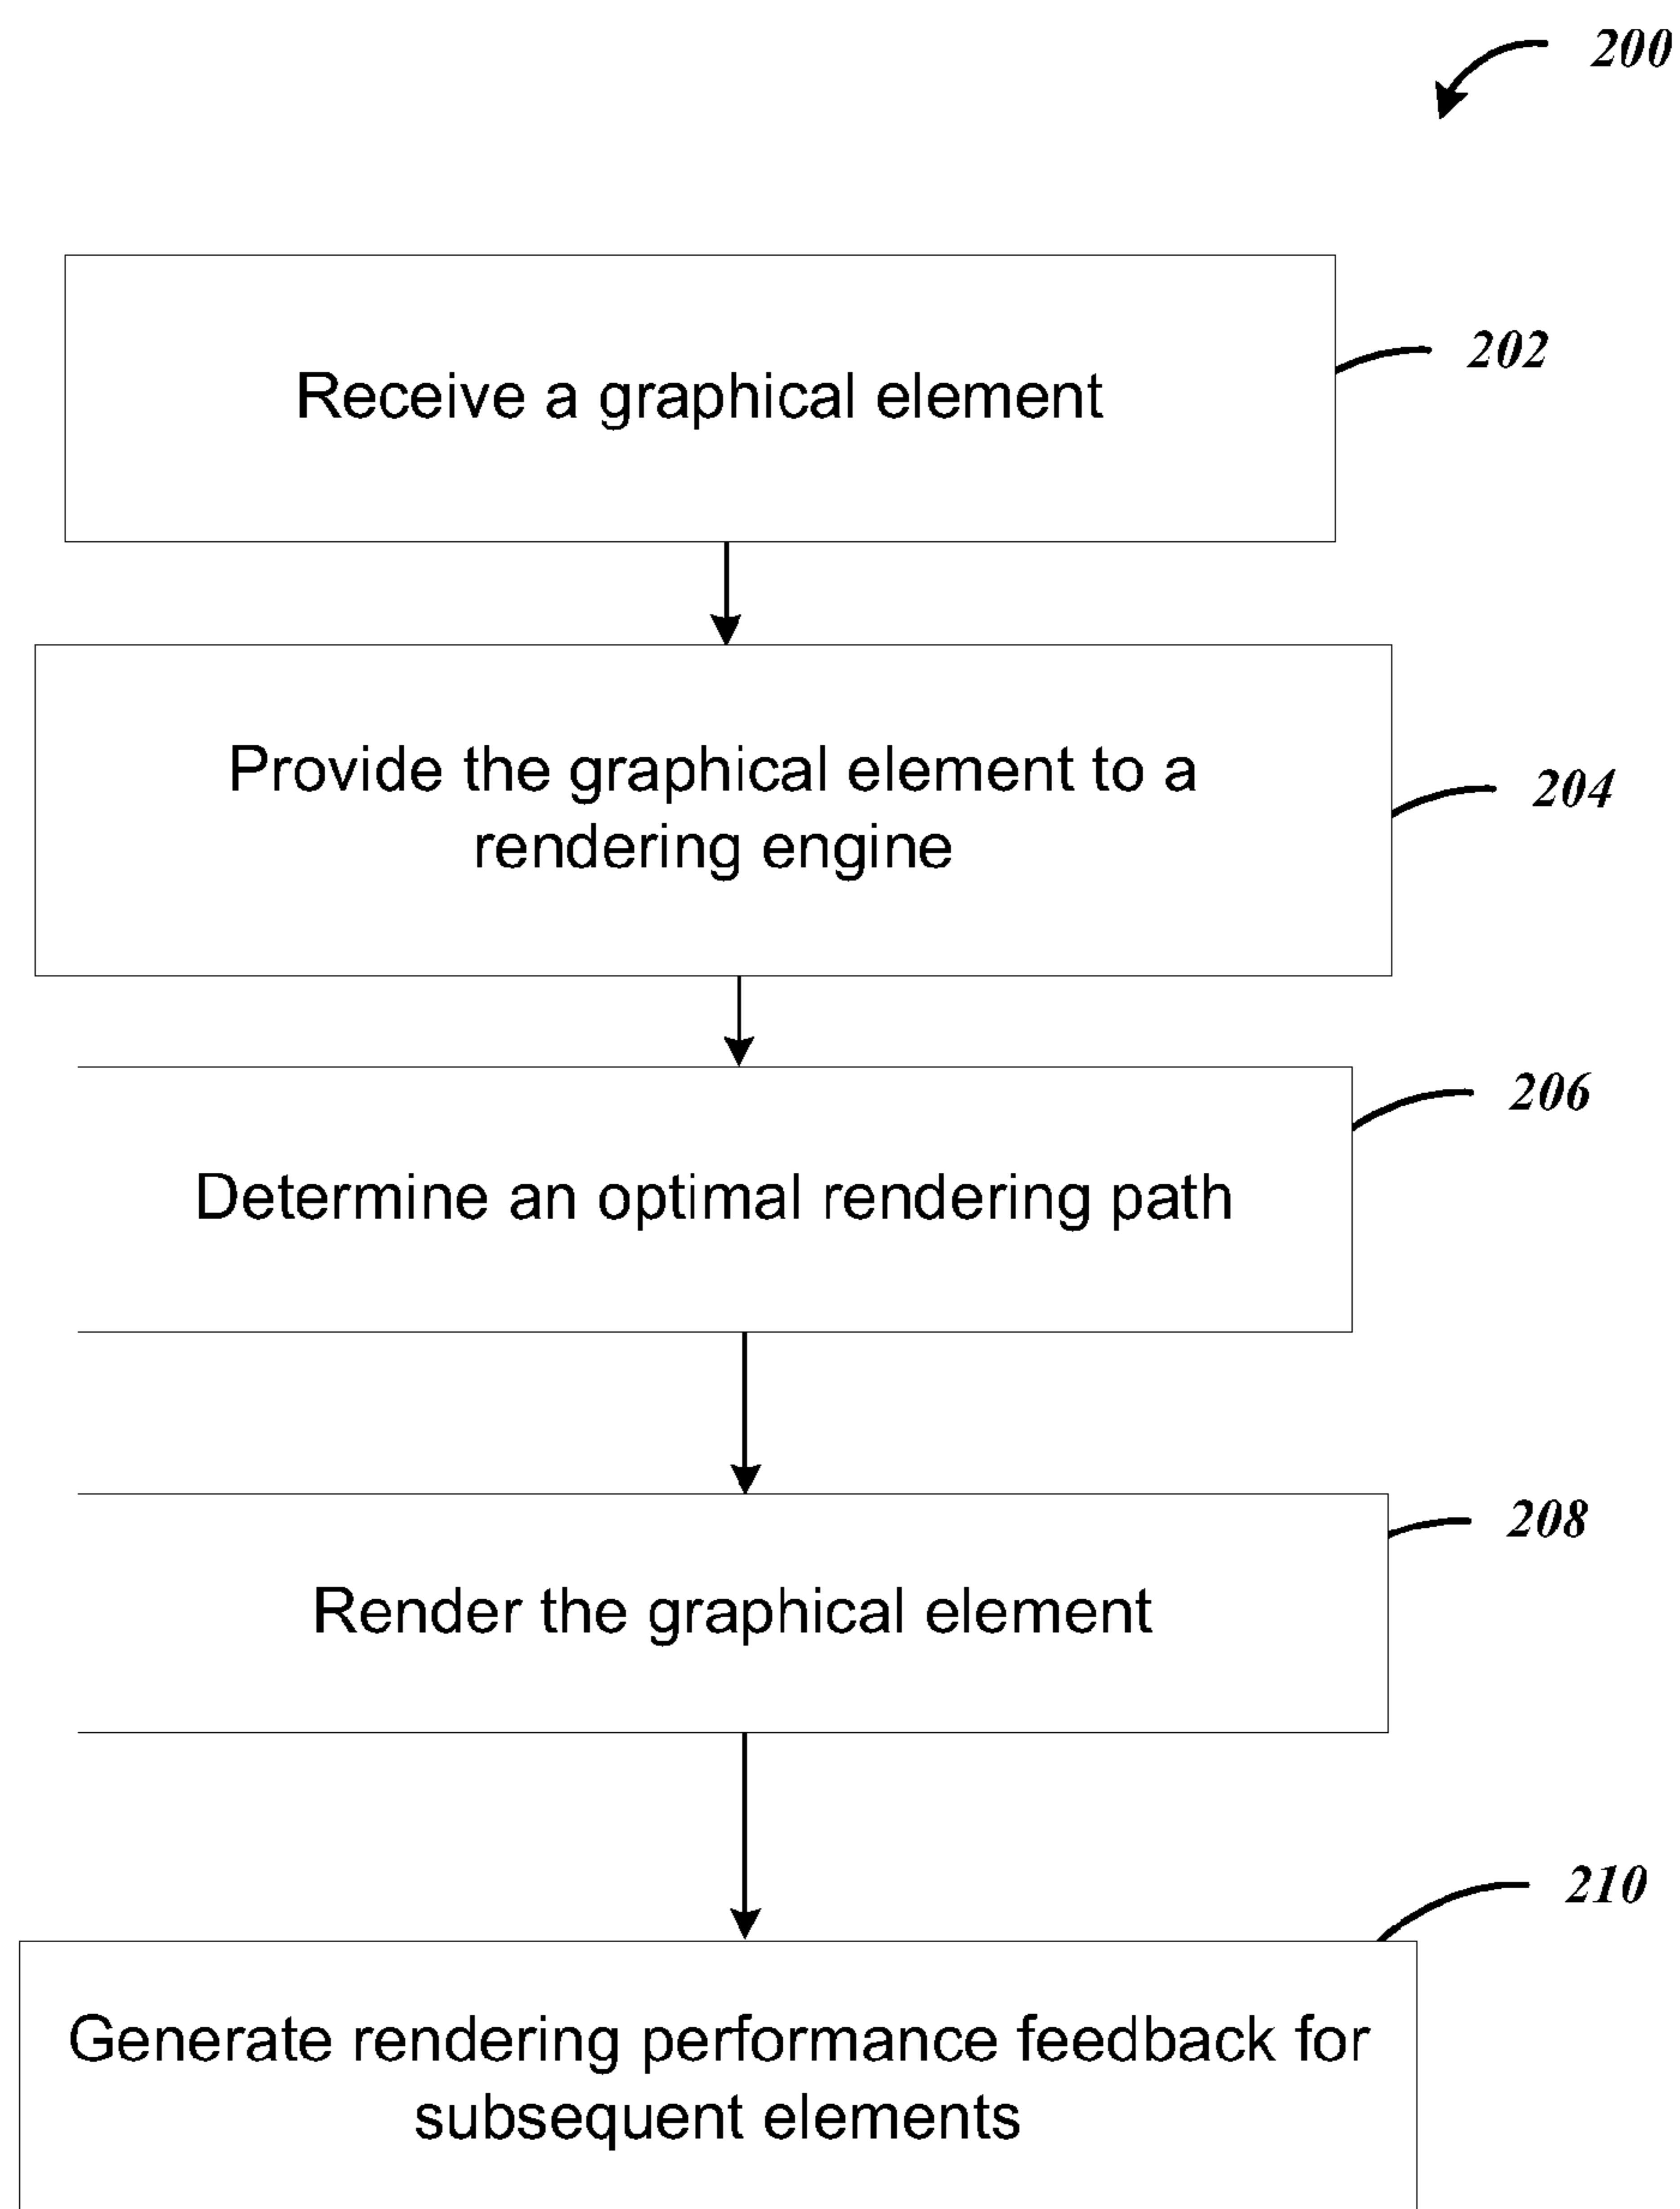 200
Receive a graphical element
202
Provide the graphical element to a
rendering engine
204
Determine an optimal rendering path
206
Render the graphical element
208
Generate rendering performance feedback for
subsequent elements
210